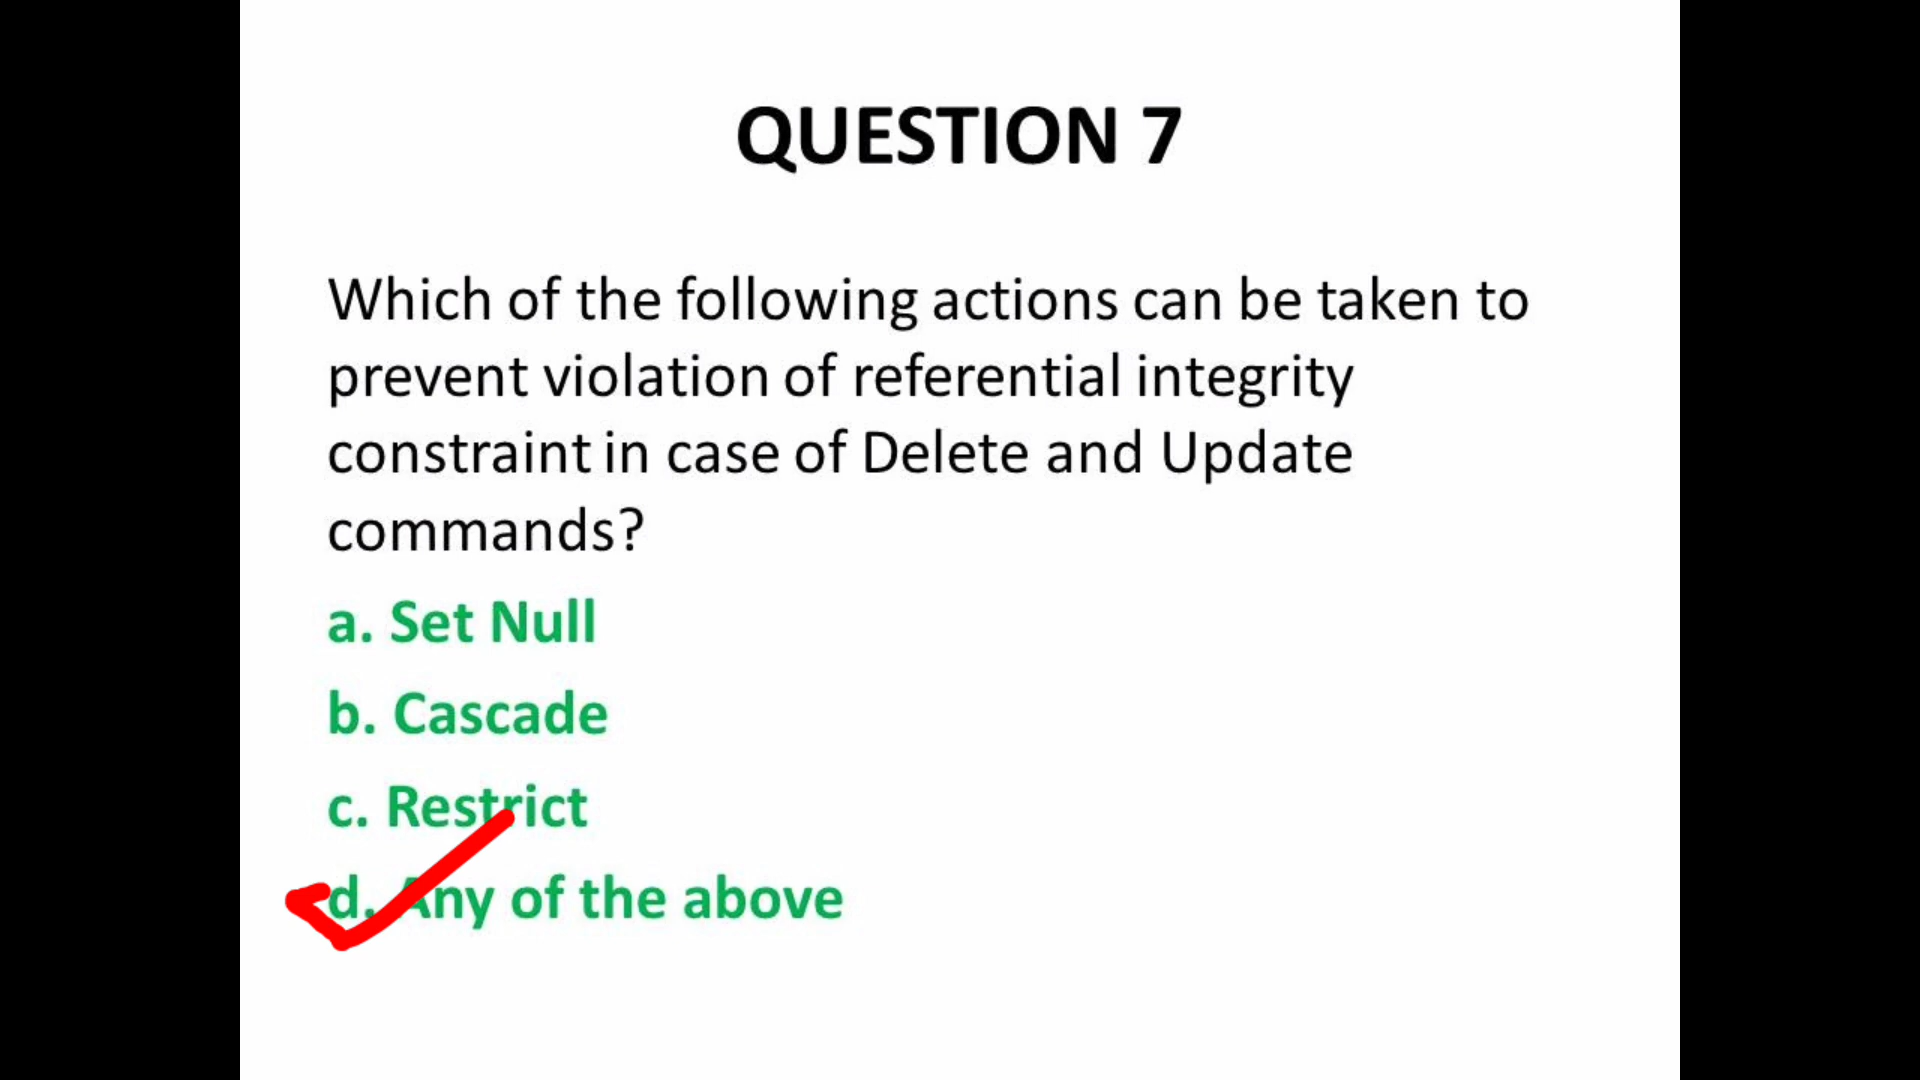 QUESTION 7
Which of the following actions can be taken to
prevent violation of referential integrity
constraint in case of Delete and Update
commands?
a. Set Null
b. Cascade
c. Restrict
d. Any of the above